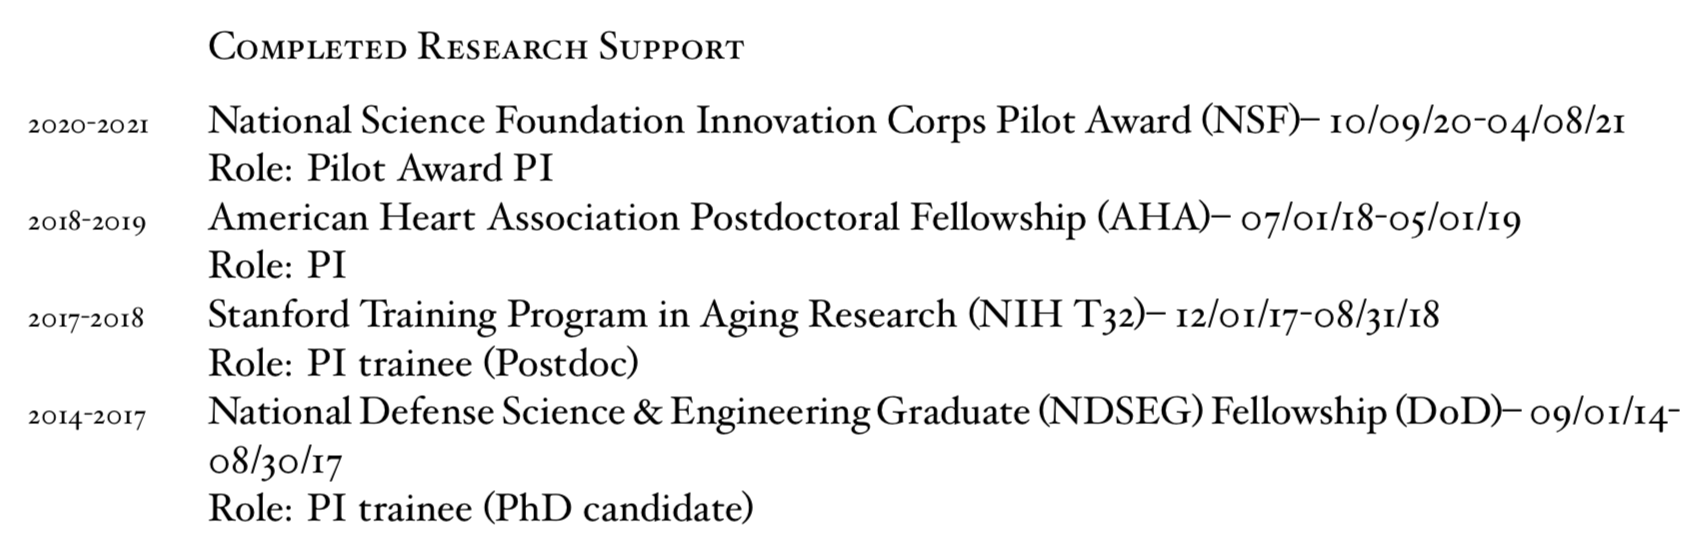 Completed Research Support
2020-2021 National Science Foundation Innovation Corps Pilot Award (NSF)– 10/09/20-04/08/21
Role: Pilot Award PI
2018-2019 American Heart Association Postdoctoral Fellowship (AHA)– 07/01/18-05/01/19
Role: PI
2017-2018 Stanford Training Program in Aging Research (NIH T32)– 12/01/17-08/31/18
Role: PI trainee (Postdoc)
2014-2017 National Defense Science & Engineering Graduate (NDSEG) Fellowship (DoD)– 09/01/14-
08/30/17
Role: PI trainee (PhD candidate)